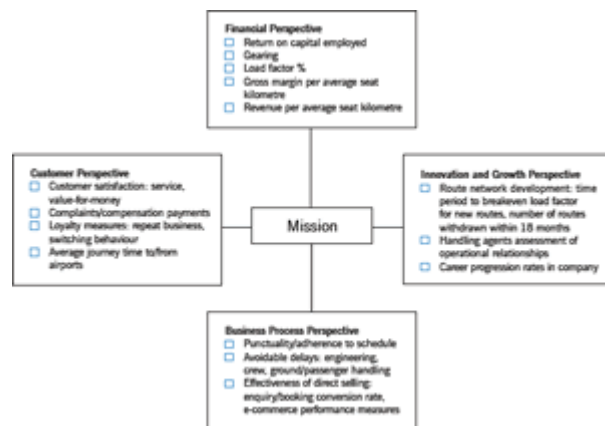 Financial Perspective
Return on capital employed
Gearing
Load factor %
Gross margin per average seat
kilometre
Revenue per average seat kilometre
Customer Perspective
Customer satisfaction: service,
value-for-money
Complaints/compensation payments
Loyalty measures: repeat business,
switching behaviour
Average journey time to/from
airports
Mission
Innovation and Growth Perspective
Route network development: time
period to breakeven load factor
for new routes, number of routes
withdrawn within 18 months
Handling agents assessment of
operational relationships
Career progression rates in company
Business Process Perspective
Punctuality/adherence to schedule
Avoidable delays: engineering,
crew, ground/passenger handling
Effectiveness of direct selling:
enquiry/booking conversion rate,
e-commerce performance measures